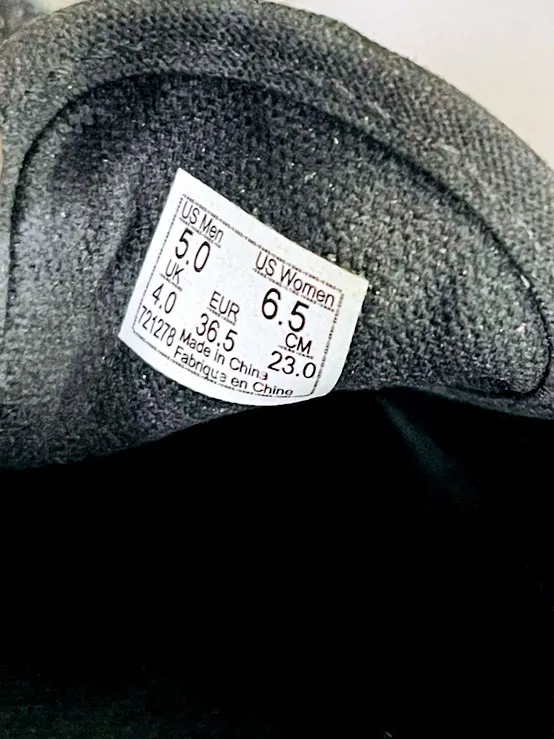 US Men US Women
5.0 6.5
UK EUR CM
4.0 36.5 23.0
721278 Made in China
Fabriqué en Chine